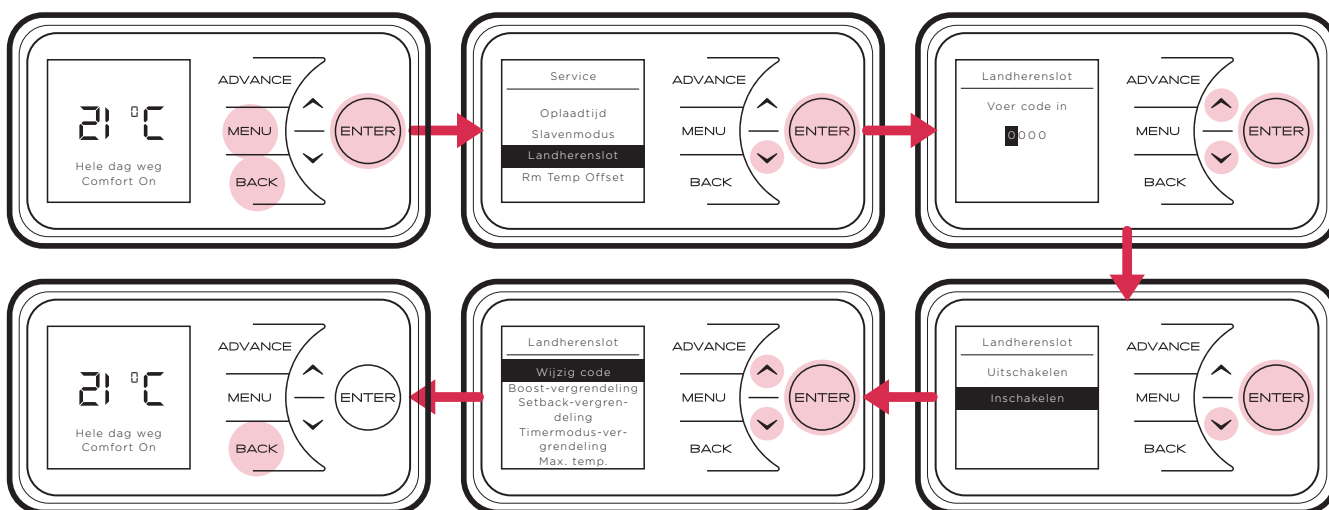 21 °C
Hele dag weg
Comfort On
ADVANCE
MENU
BACK
ENTER
Service
Oplaadtijd
Slavenmodus
Landherenslot
Rm Temp Offset
ADVANCE
MENU
BACK
ENTER
Landherenslot
Voer code in
0000
ADVANCE
MENU
BACK
ENTER
Landherenslot
Uitschakelen
Inschakelen
ADVANCE
MENU
BACK
ENTER
Landherenslot
Wijzig code
Boost-vergrendeling
Setback-vergren-
deling
Timermodus-ver-
grendeling
Max. temp.
ADVANCE
MENU
BACK
ENTER
21 °C
Hele dag weg
Comfort On
ADVANCE
MENU
BACK
ENTER